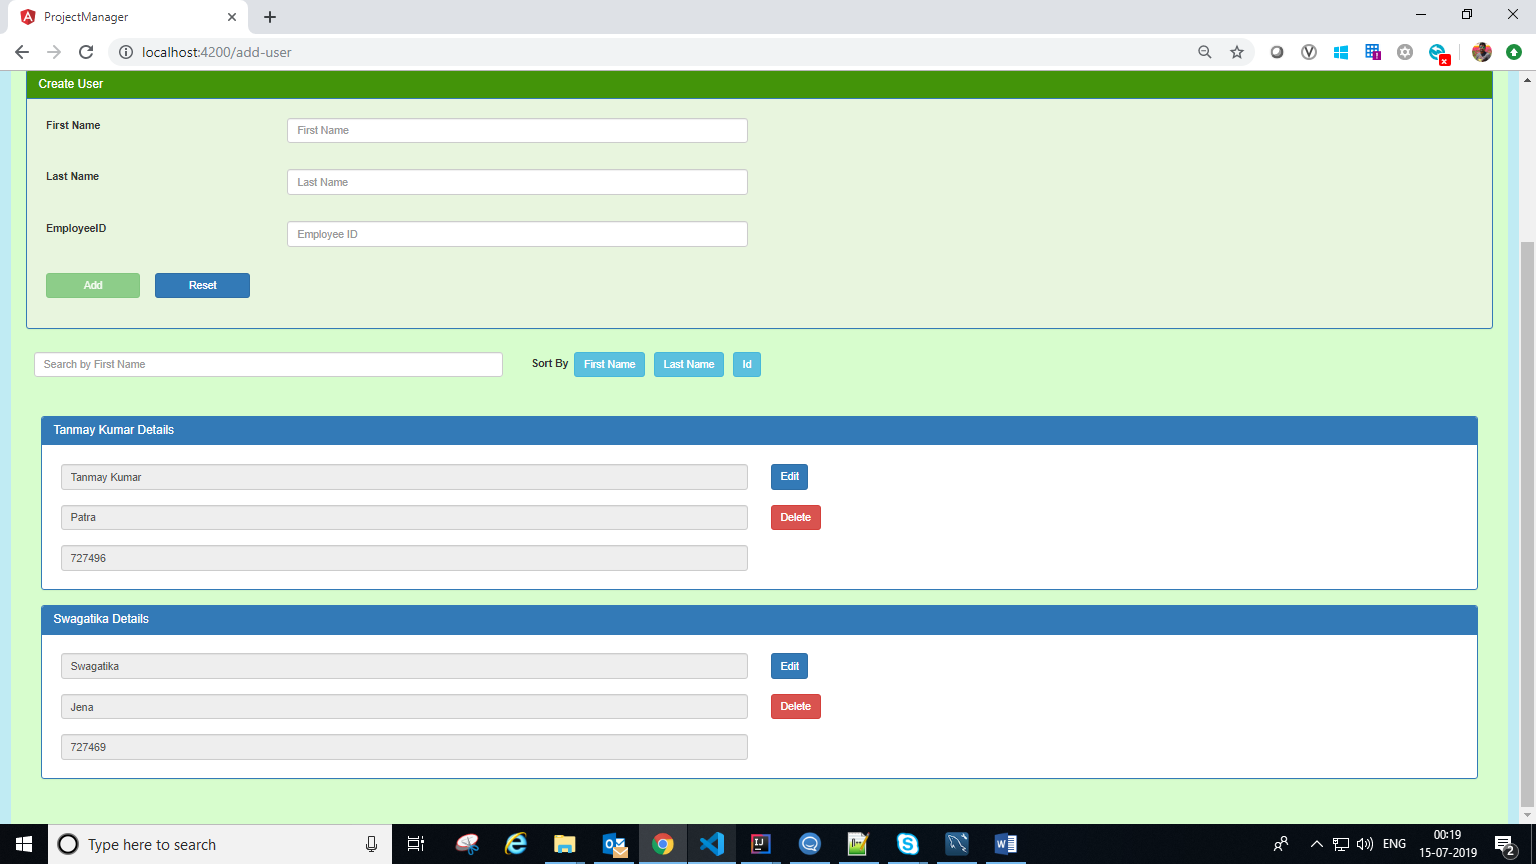 ProjectManager
localhost:4200/add-user
Create User
First Name
First Name
Last Name
Last Name
EmployeeID
Employee ID
Add Reset
Search by First Name Sort By First Name Last Name Id
Tanmay Kumar Details
Tanmay Kumar Edit
Patra Delete
727496
Swagatika Details
Swagatika Edit
Jena Delete
727469
Type here to search ENG 00:19
15-07-2019 2